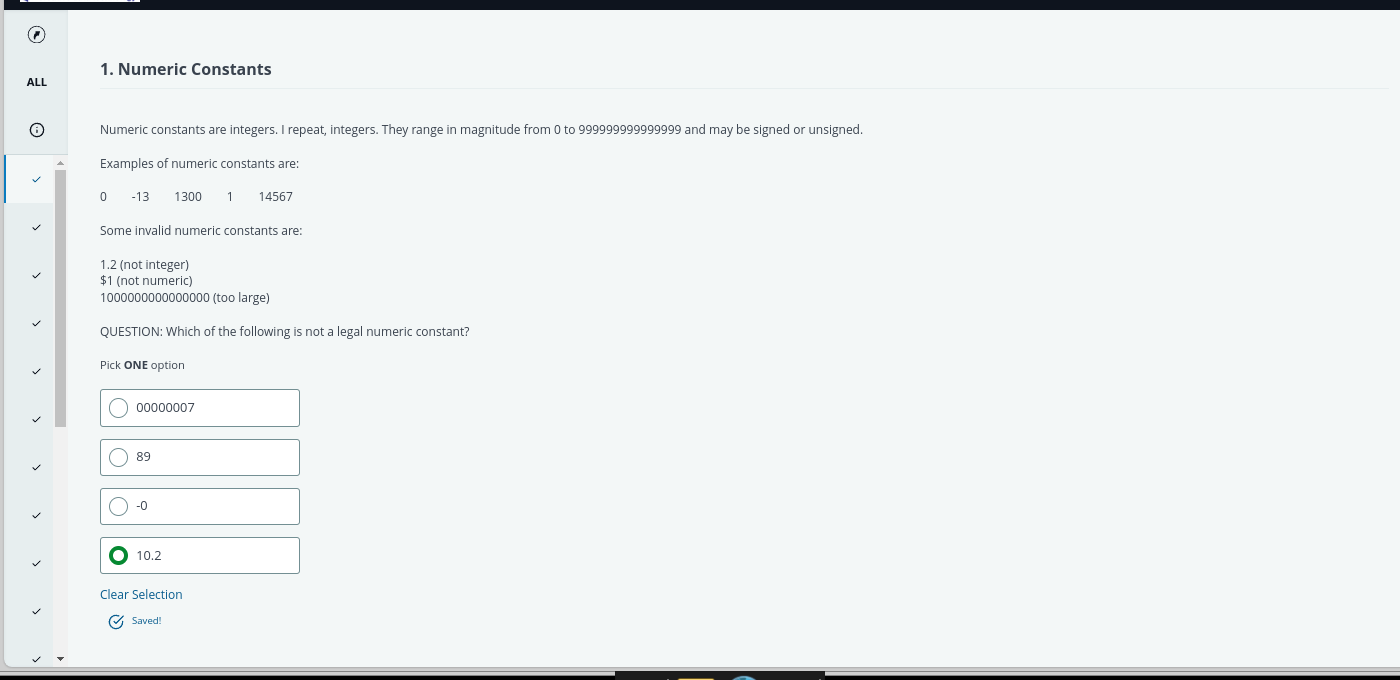 ALL
1. Numeric Constants
Numeric constants are integers. I repeat, integers. They range in magnitude from 0 to 999999999999999 and may be signed or unsigned.
Examples of numeric constants are:
0 -13 1300 1 14567
Some invalid numeric constants are:
1.2 (not integer)
$1 (not numeric)
1000000000000000 (too large)
QUESTION: Which of the following is not a legal numeric constant?
Pick ONE option
00000007
89
-0
10.2
Clear Selection
Saved!